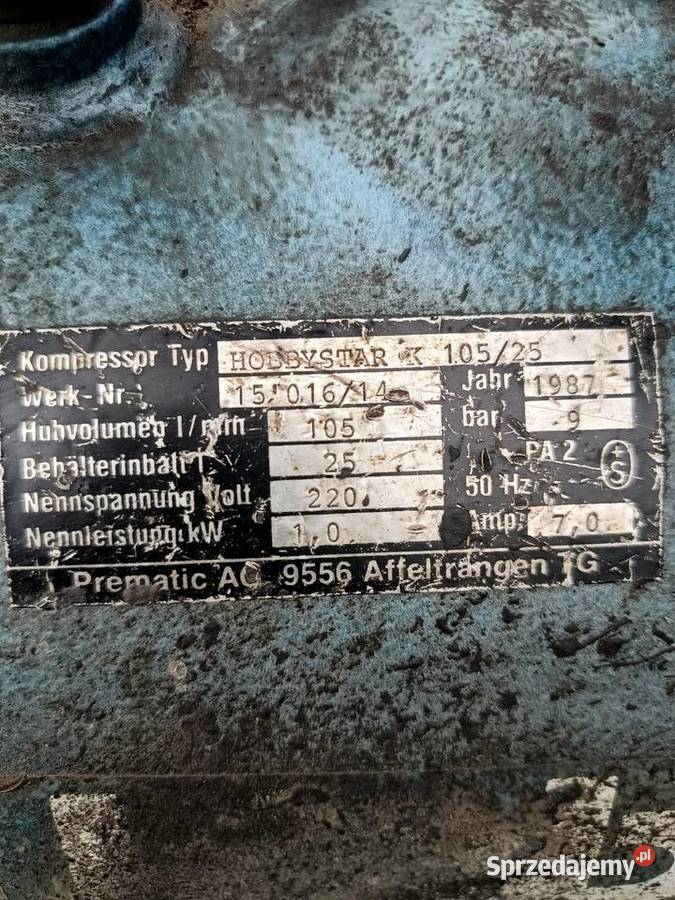 Kompressor Typ HOBBYSTAR K 105/25
Werk-Nr. 15.016/14 Jahr 1987
Hubvolumen l/min 105 bar 9
Behälterinhalt l 25 PA 2 +S
Nennspannung Volt 220 50 Hz
Nennleistung kW 1,0 Amp. 7,0
Prematic AG 9556 Affeltrangen TG
Sprzedajemy.pl